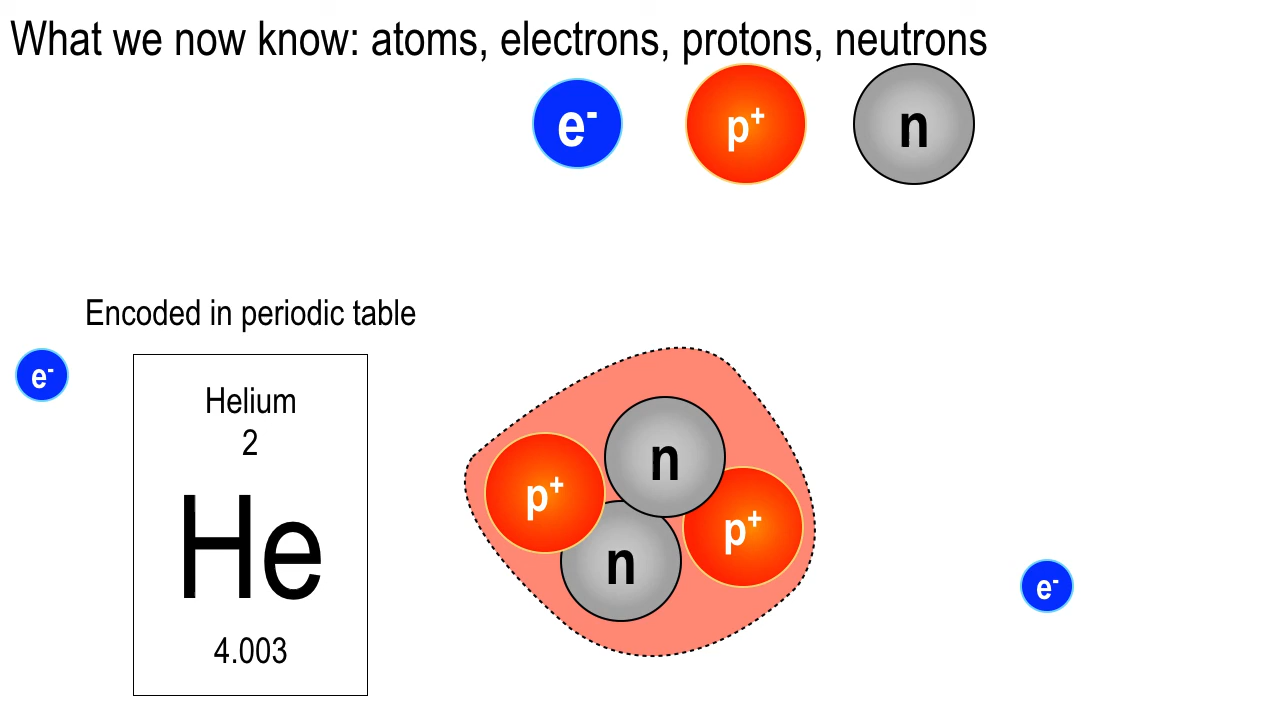 What we now know: atoms, electrons, protons, neutrons
e⁻ p⁺ n
Encoded in periodic table
e⁻
Helium
2
He
4.003
n
p⁺
p⁺
n
e⁻